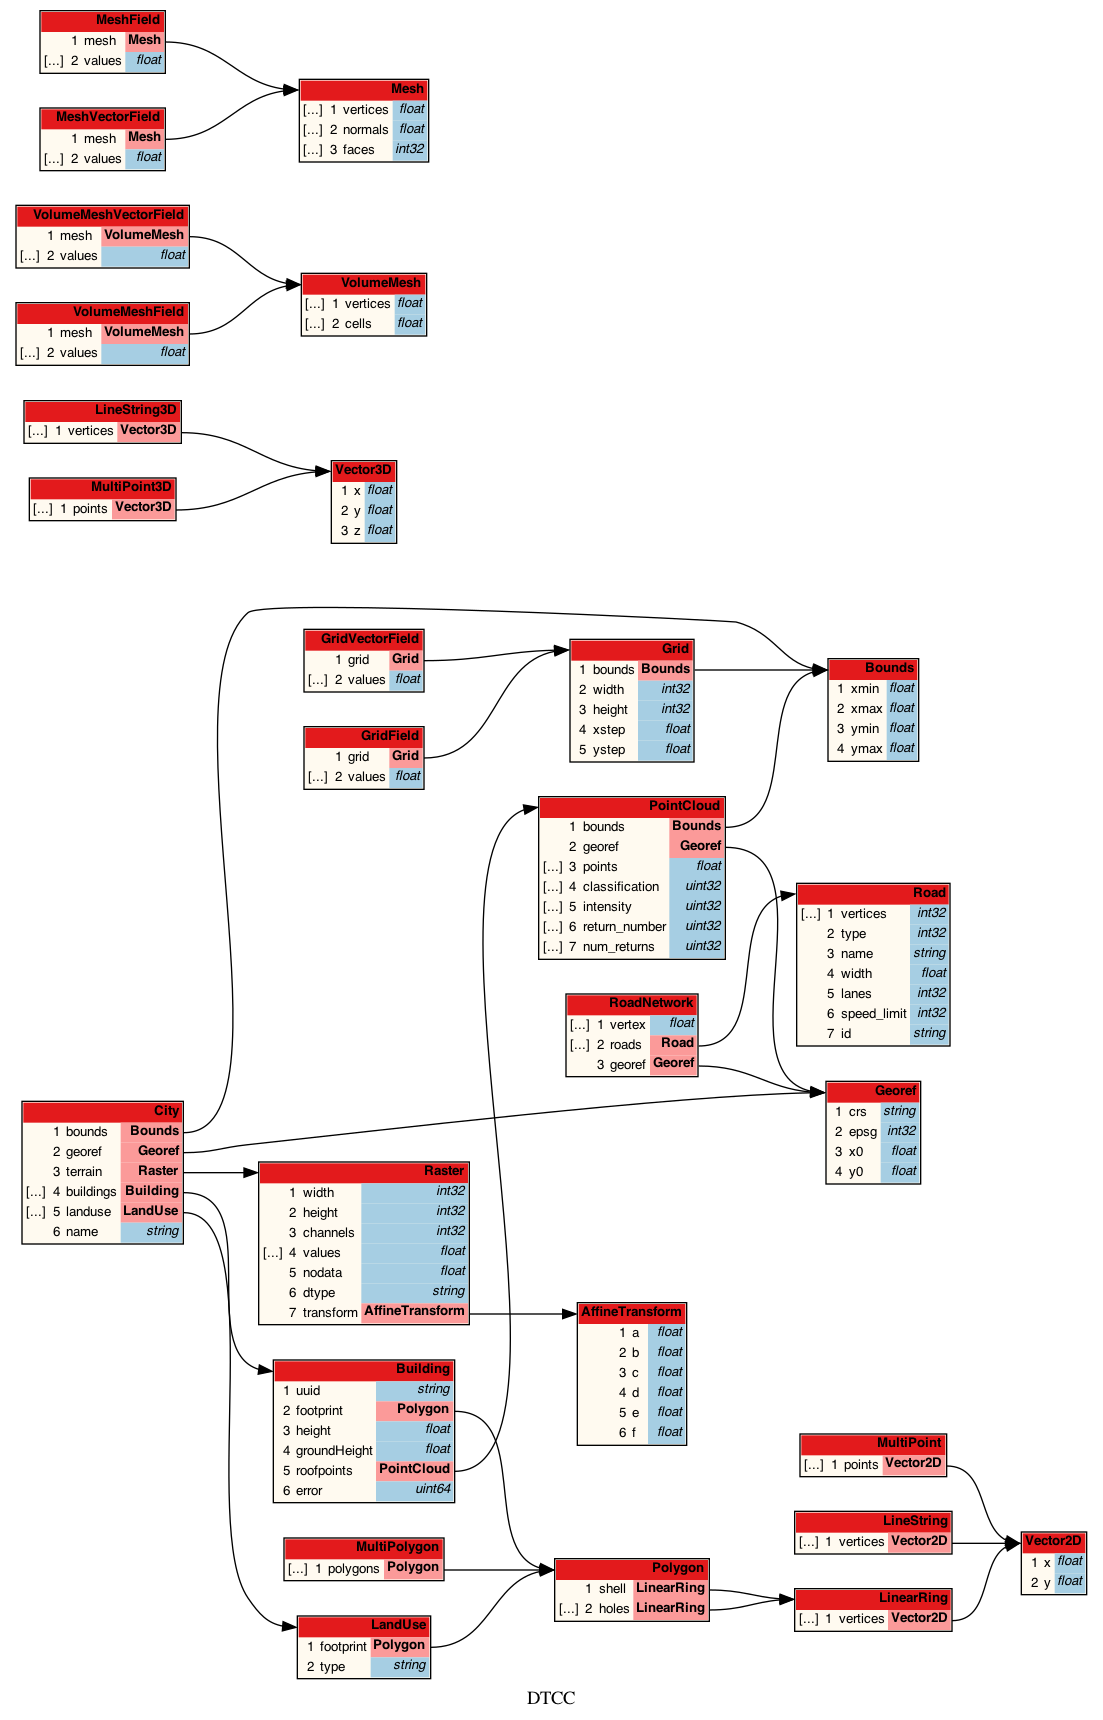 MeshField
1 mesh Mesh
[...] 2 values float
MeshVectorField
1 mesh Mesh
[...] 2 values float
Mesh
[...] 1 vertices float
[...] 2 normals float
[...] 3 faces int32
VolumeMeshVectorField
1 mesh VolumeMesh
[...] 2 values float
VolumeMeshField
1 mesh VolumeMesh
[...] 2 values float
VolumeMesh
[...] 1 vertices float
[...] 2 cells float
LineString3D
[...] 1 vertices Vector3D
MultiPoint3D
[...] 1 points Vector3D
Vector3D
1 x float
2 y float
3 z float
GridVectorField
1 grid Grid
[...] 2 values float
GridField
1 grid Grid
[...] 2 values float
Grid
1 bounds Bounds
2 width int32
3 height int32
4 xstep float
5 ystep float
Bounds
1 xmin float
2 xmax float
3 ymin float
4 ymax float
PointCloud
1 bounds Bounds
2 georef Georef
[...] 3 points float
[...] 4 classification uint32
[...] 5 intensity uint32
[...] 6 return_number uint32
[...] 7 num_returns uint32
Road
[...] 1 vertices int32
2 type int32
3 name string
4 width float
5 lanes int32
6 speed_limit int32
7 id string
RoadNetwork
[...] 1 vertex float
[...] 2 roads Road
3 georef Georef
Georef
1 crs string
2 epsg int32
3 x0 float
4 y0 float
City
1 bounds Bounds
2 georef Georef
3 terrain Raster
[...] 4 buildings Building
[...] 5 landuse LandUse
6 name string
Raster
1 width int32
2 height int32
3 channels int32
[...] 4 values float
5 nodata float
6 dtype string
7 transform AffineTransform
AffineTransform
1 a float
2 b float
3 c float
4 d float
5 e float
6 f float
Building
1 uuid string
2 footprint Polygon
3 height float
4 groundHeight float
5 roofpoints PointCloud
6 error uint64
MultiPolygon
[...] 1 polygons Polygon
LandUse
1 footprint Polygon
2 type string
Polygon
1 shell LinearRing
[...] 2 holes LinearRing
MultiPoint
[...] 1 points Vector2D
LineString
[...] 1 vertices Vector2D
LinearRing
[...] 1 vertices Vector2D
Vector2D
1 x float
2 y float
DTCC